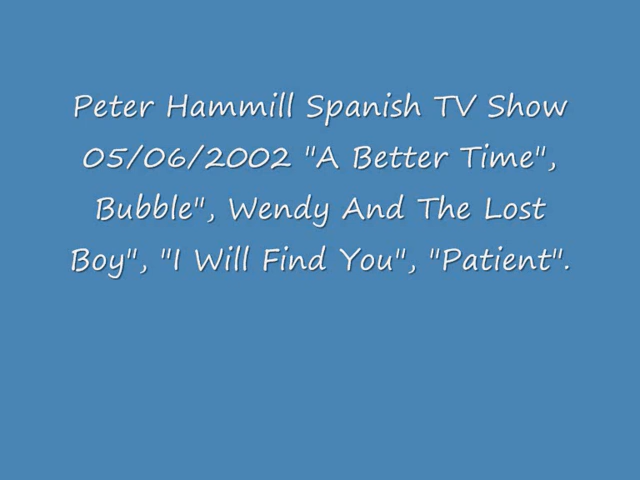 Peter Hammill Spanish TV Show
05/06/2002 "A Better Time",
Bubble", Wendy And The Lost
Boy", "I Will Find You", "Patient".